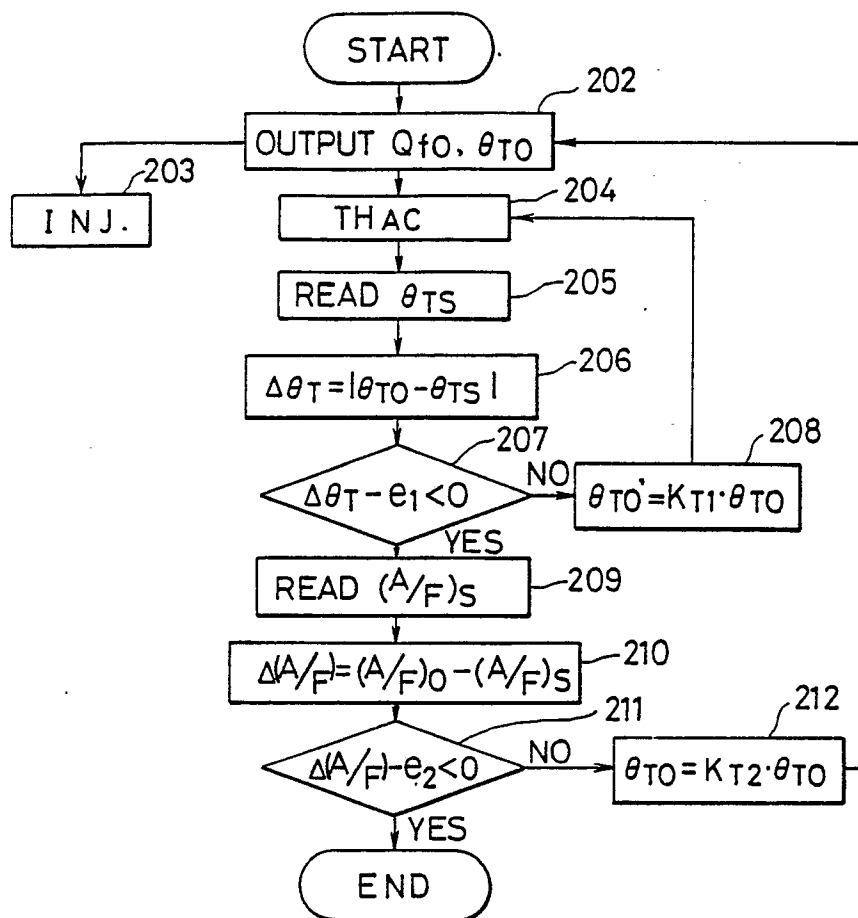 START
202
OUTPUT Qf0, θT0
203
I NJ.
204
THAC
READ θTS
205
206
ΔθT=|θT0-θTS|
207
208
ΔθT-e1<0
NO
θT0'=KT1·θT0
YES
READ (A/F)S
209
Δ(A/F)=(A/F)0-(A/F)S
210
211
212
Δ(A/F)-e2<0
NO
θT0=KT2·θT0
YES
END